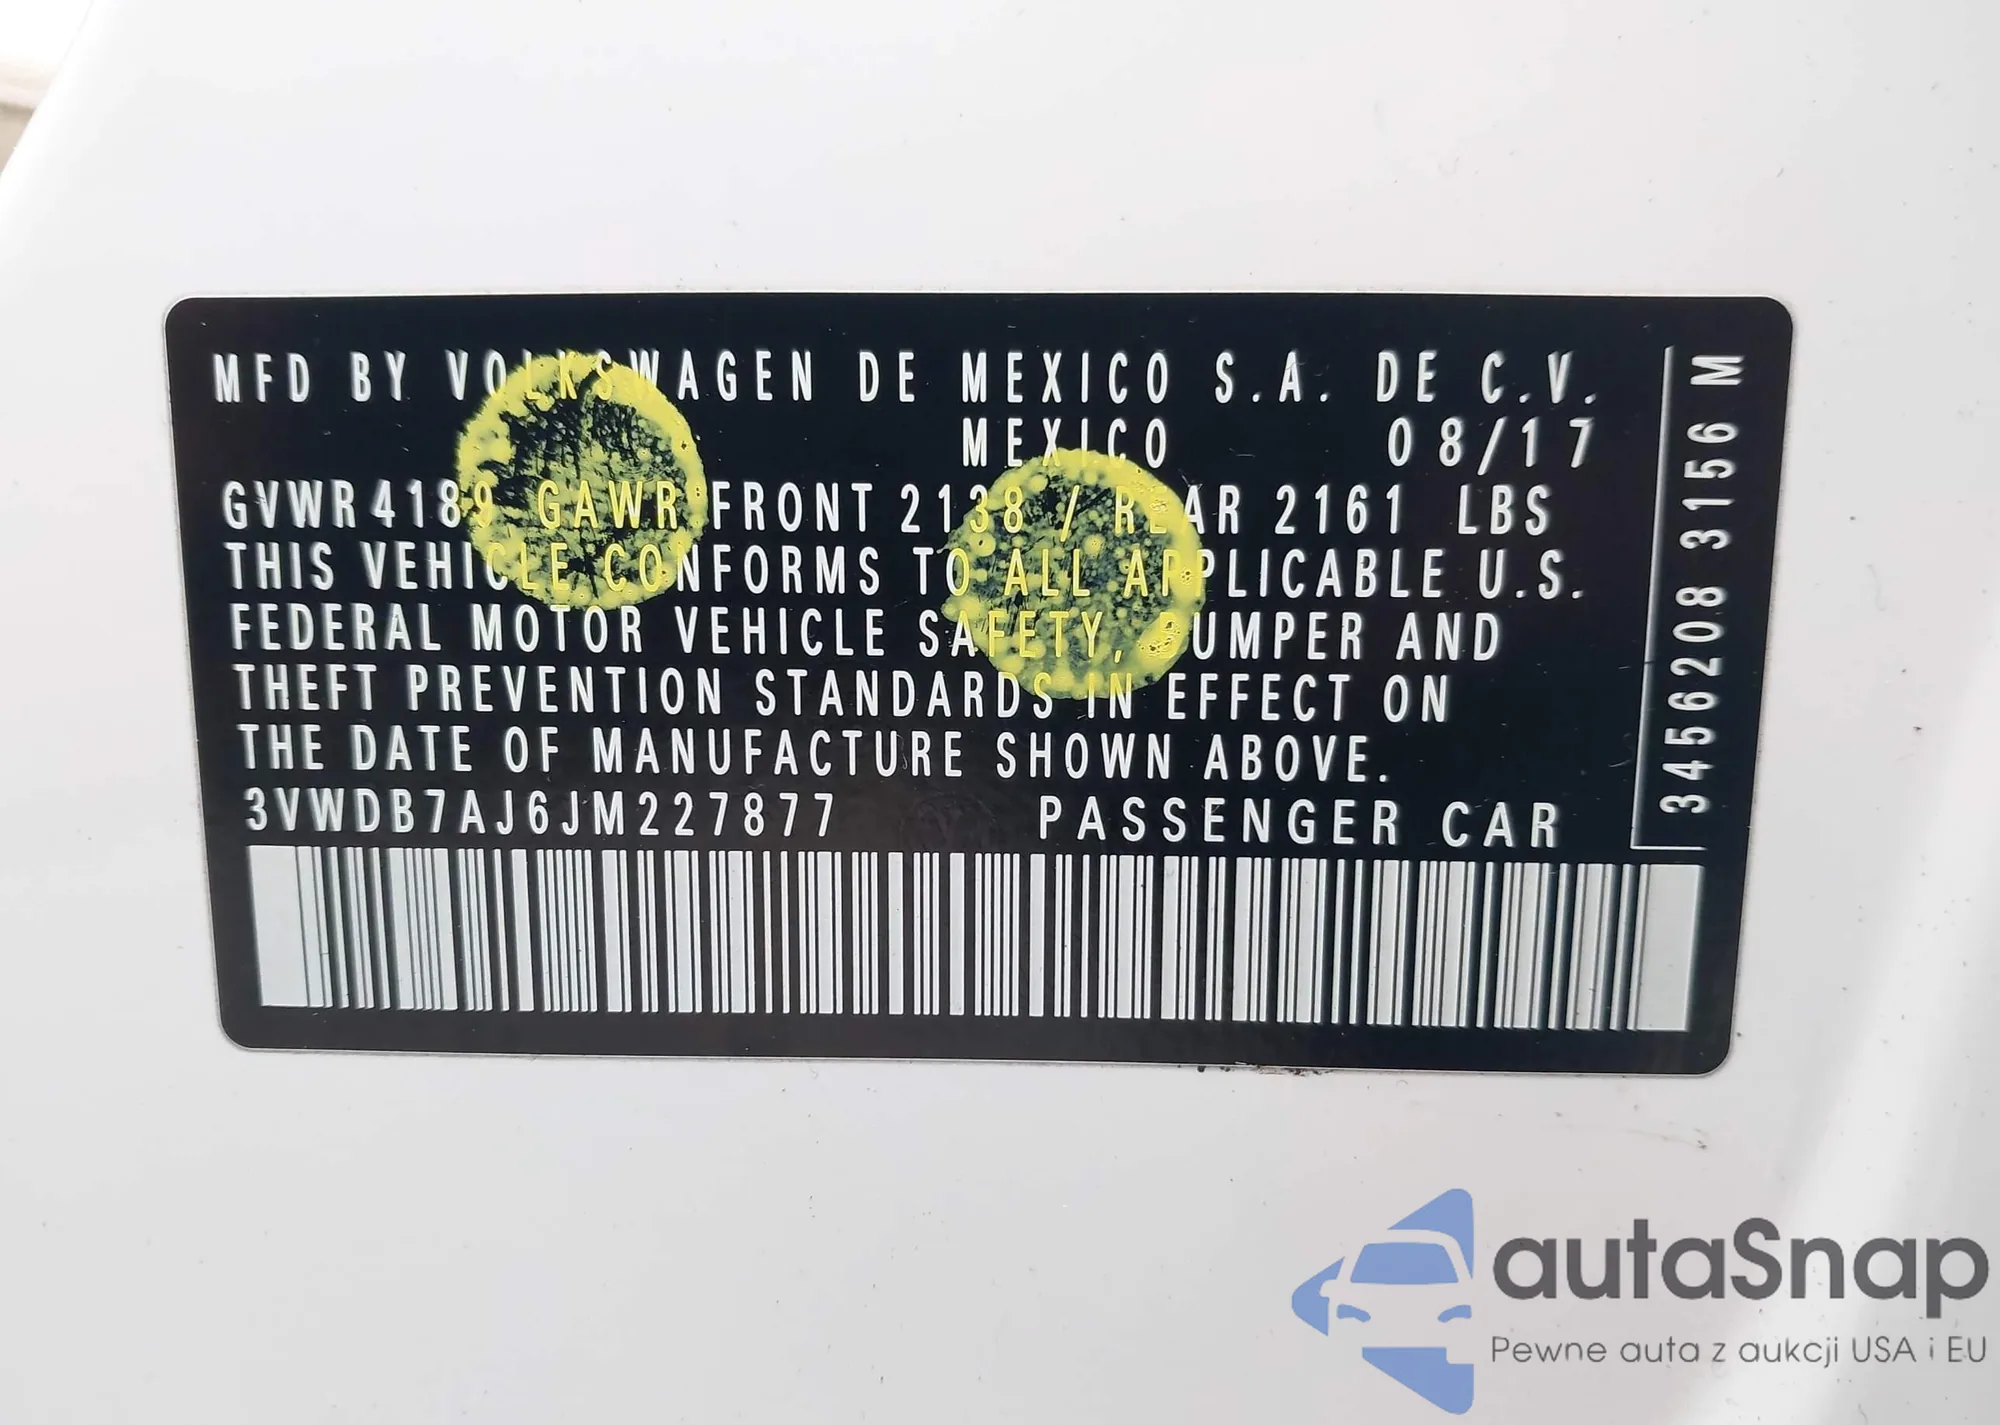 MFD BY VOLKSWAGEN DE MEXICO S.A. DE C.V.
MEXICO 08/17
GVWR 4189 GAWR FRONT 2138 / REAR 2161 LBS
THIS VEHICLE CONFORMS TO ALL APPLICABLE U.S.
FEDERAL MOTOR VEHICLE SAFETY, BUMPER AND
THEFT PREVENTION STANDARDS IN EFFECT ON
THE DATE OF MANUFACTURE SHOWN ABOVE.
3VWDB7AJ6JM227877 PASSENGER CAR
3456208 3156 M
autaSnap
Pewne auta z aukcji USA i EU